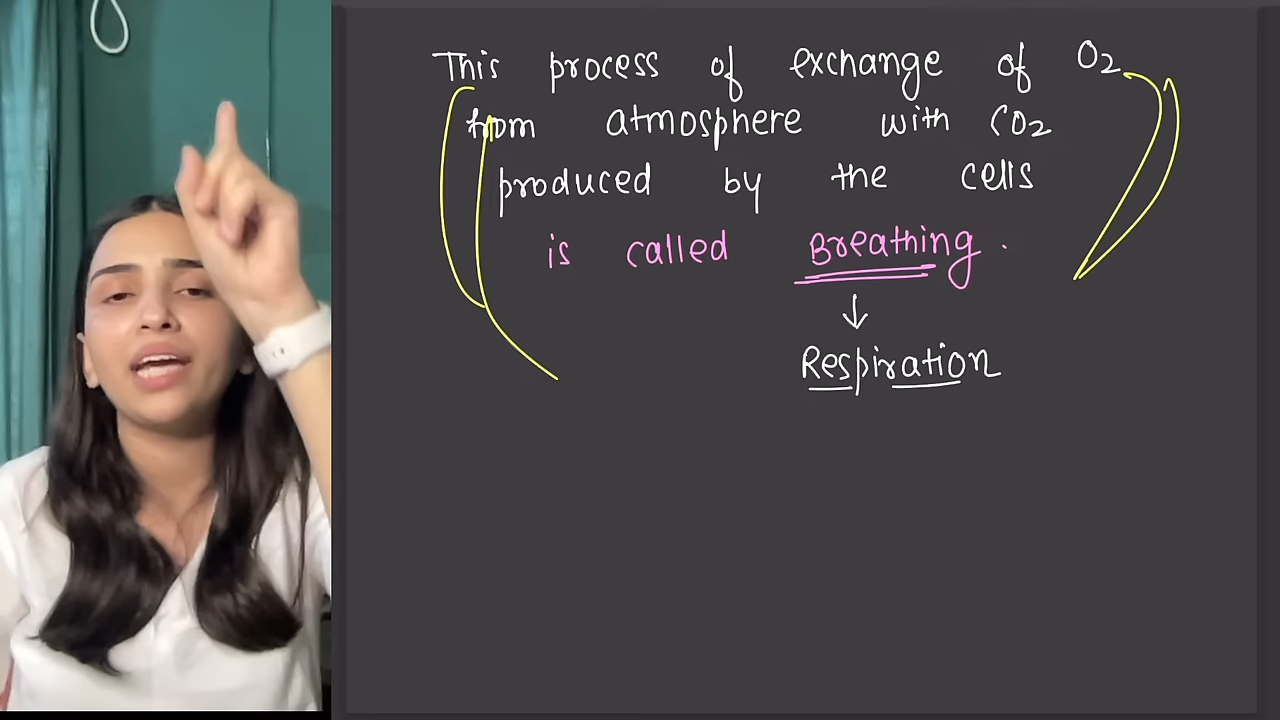 This process of exchange of O2
from atmosphere with CO2
produced by the cells
is called Breathing.
↓
Respiration